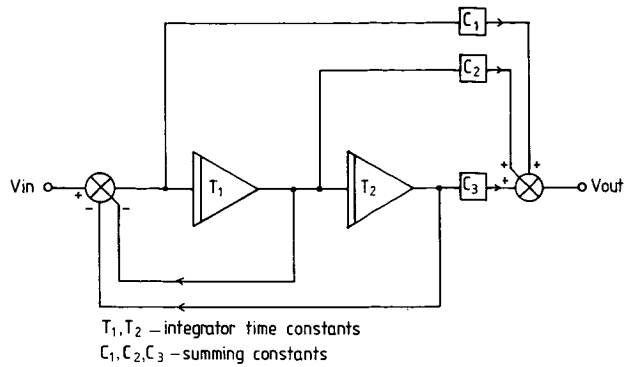 C₁
C₂
+
+
Vin
+
−
−
T₁
T₂
C₃
+
Vout
T₁,T₂ – integrator time constants
C₁,C₂,C₃ – summing constants